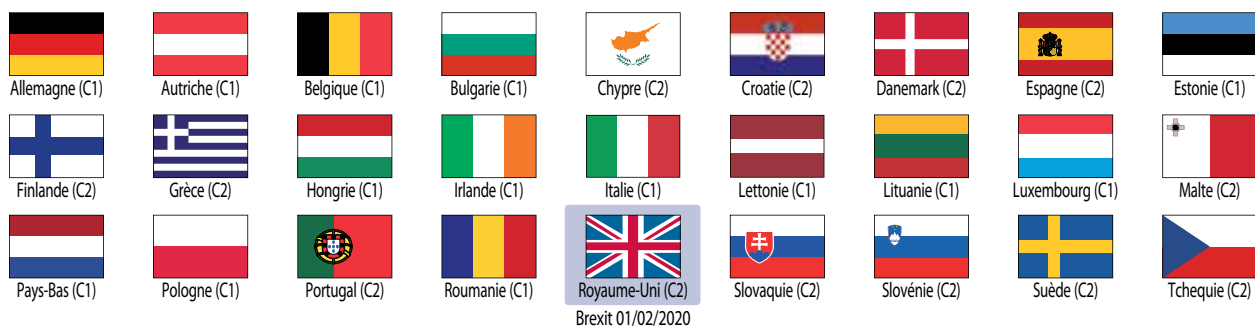 Allemagne (C1)
Autriche (C1)
Belgique (C1)
Bulgarie (C1)
Chypre (C2)
Croatie (C2)
Danemark (C2)
Espagne (C2)
Estonie (C1)
Finlande (C2)
Grèce (C2)
Hongrie (C1)
Irlande (C1)
Italie (C1)
Lettonie (C1)
Lituanie (C1)
Luxembourg (C1)
Malte (C2)
Pays-Bas (C1)
Pologne (C1)
Portugal (C2)
Roumanie (C1)
Royaume-Uni (C2)
Slovaquie (C2)
Slovénie (C2)
Suède (C2)
Tchequie (C2)
Brexit 01/02/2020